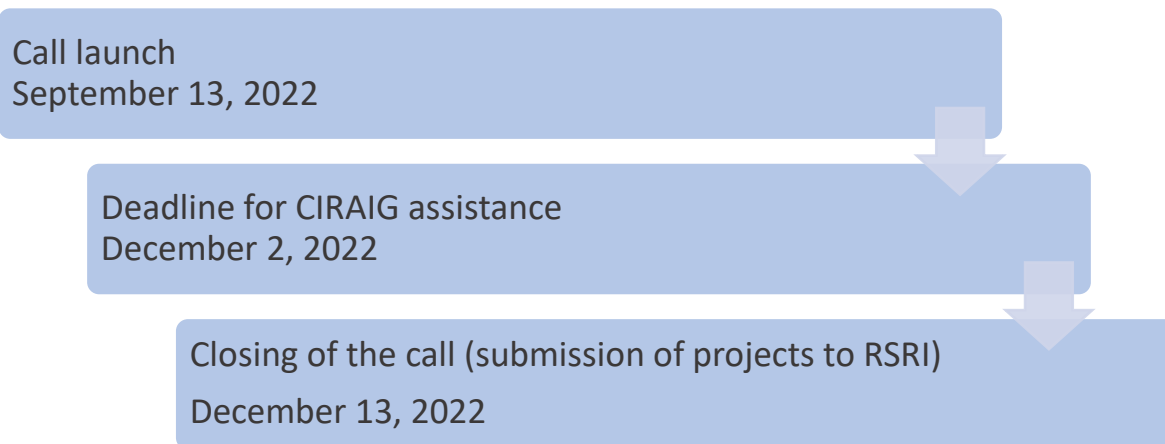 Call launch
September 13, 2022
Deadline for CIRAIG assistance
December 2, 2022
Closing of the call (submission of projects to RSRI)
December 13, 2022